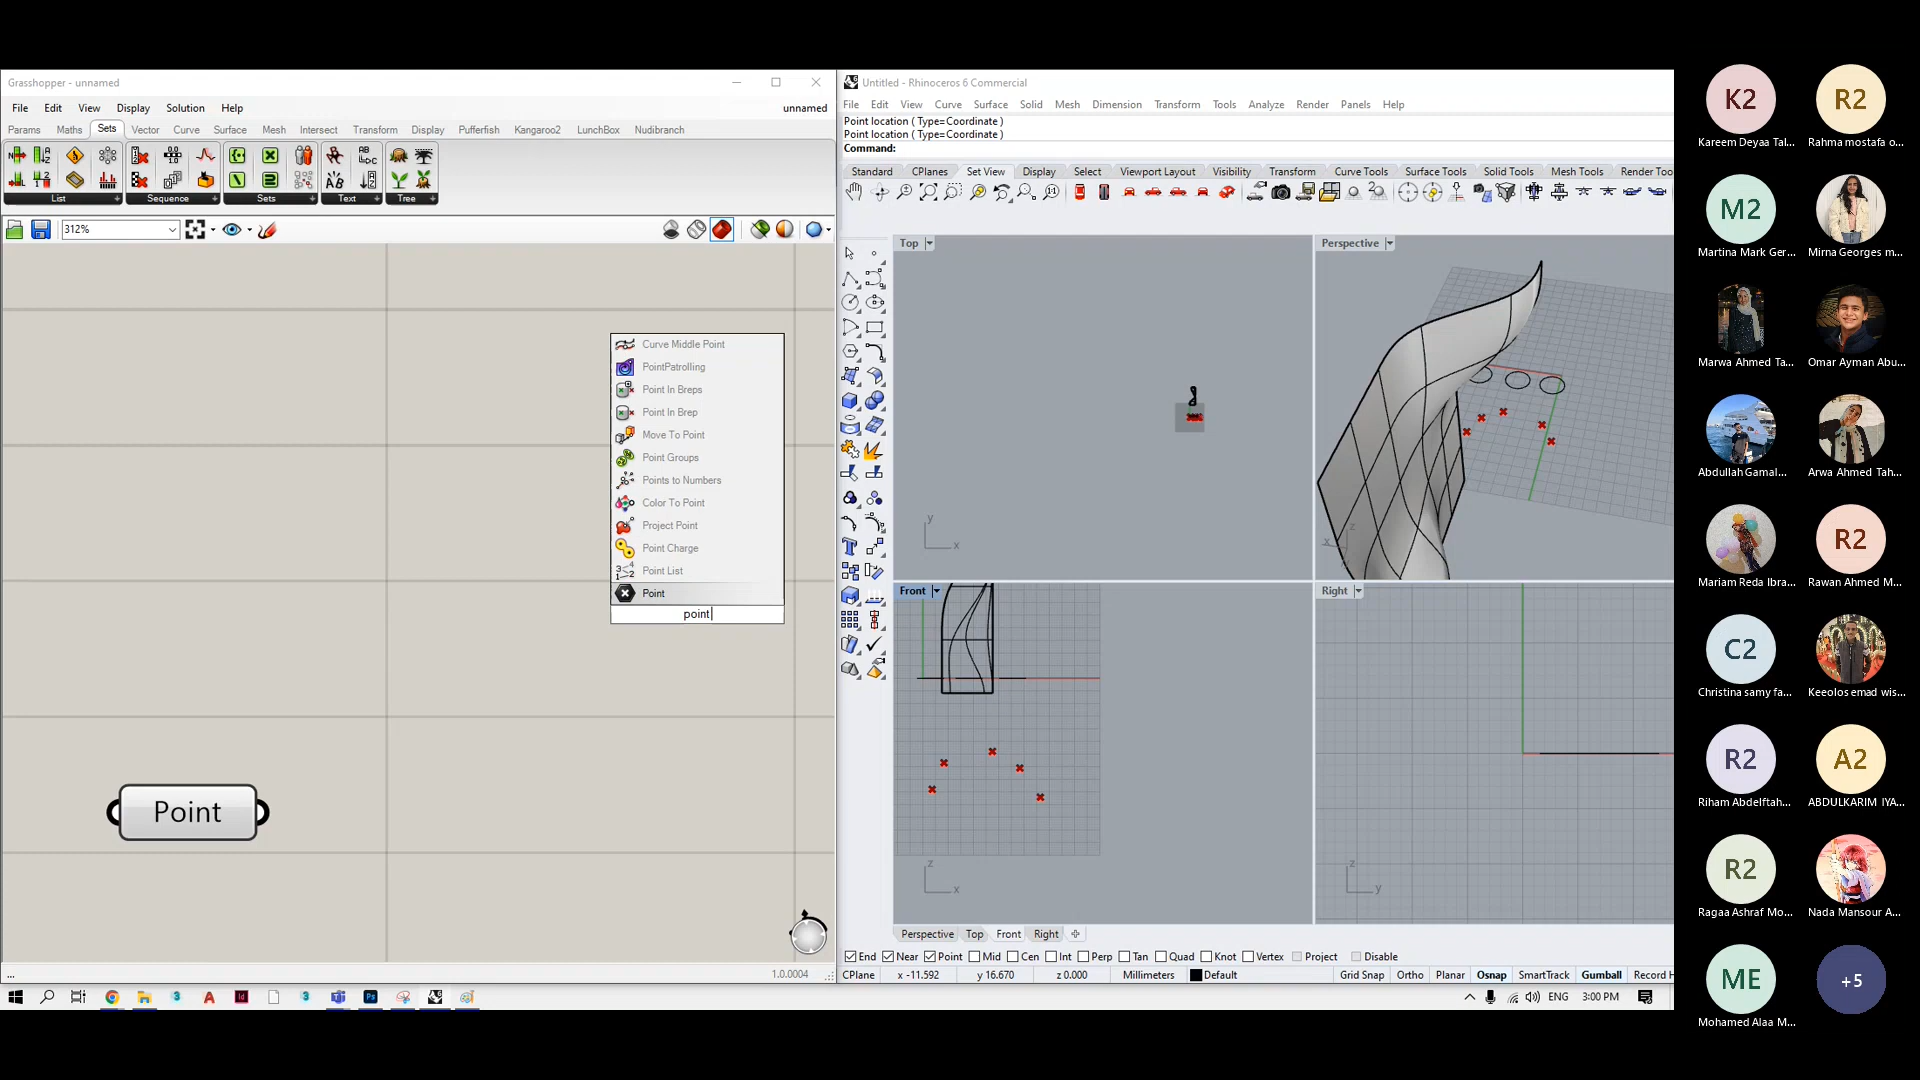 Grasshopper - unnamed
File Edit View Display Solution Help
unnamed
Params Maths Sets Vector Curve Surface Mesh Intersect Transform Display Pufferfish Kangaroo2 LunchBox Nudibranch
List Sequence Sets Text Tree
312%
Curve Middle Point
PointPatrolling
Point In Breps
Point In Brep
Move To Point
Point Groups
Points to Numbers
Color To Point
Project Point
Point Charge
Point List
Point
point
Point
...
1.0.0004
Untitled - Rhinoceros 6 Commercial
File Edit View Curve Surface Solid Mesh Dimension Transform Tools Analyze Render Panels Help
Point location ( Type=Coordinate )
Point location ( Type=Coordinate )
Command:
Standard CPlanes Set View Display Select Viewport Layout Visibility Transform Curve Tools Surface Tools Solid Tools Mesh Tools Render Too
Top
y
x
Perspective
z
x
Front
z
x
Right
z
y
Perspective Top Front Right
End Near Point Mid Cen Int Perp Tan Quad Knot Vertex Project Disable
CPlane x -11.592 y 16.670 z 0.000 Millimeters Default Grid Snap Ortho Planar Osnap SmartTrack Gumball Record H
ENG 3:00 PM
K2
Kareem Deyaa Tal...
R2
Rahma mostafa o...
M2
Martina Mark Ger...
Mirna Georges m...
Marwa Ahmed Ta...
Omar Ayman Abu...
Abdullah Gamal...
Arwa Ahmed Tah...
Mariam Reda Ibra...
R2
Rawan Ahmed M...
C2
Christina samy fa...
Keeolos emad wis...
R2
Riham Abdelftah...
A2
ABDULKARIM IYA...
R2
Ragaa Ashraf Mo...
Nada Mansour A...
ME
Mohamed Alaa M...
+5